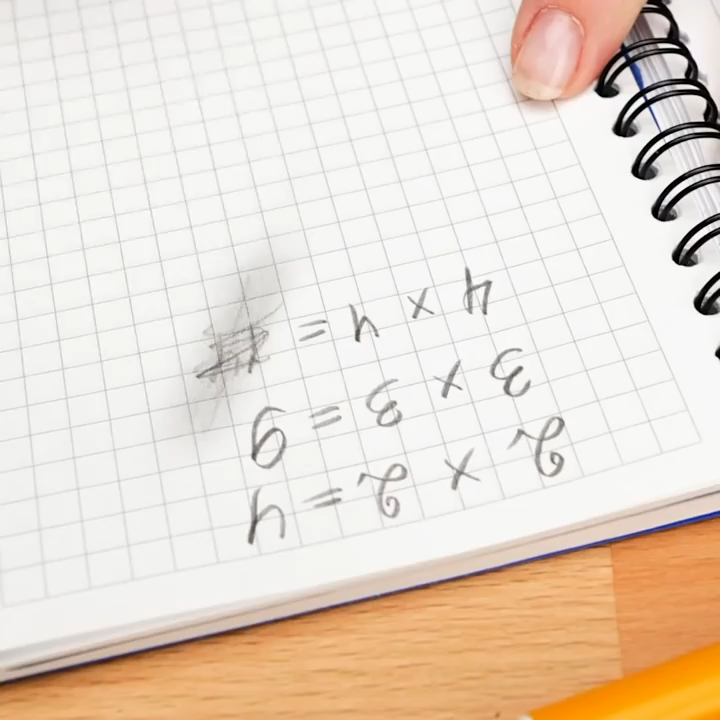 2 x 2 = 4
3 x 3 = 9
4 x 4 =